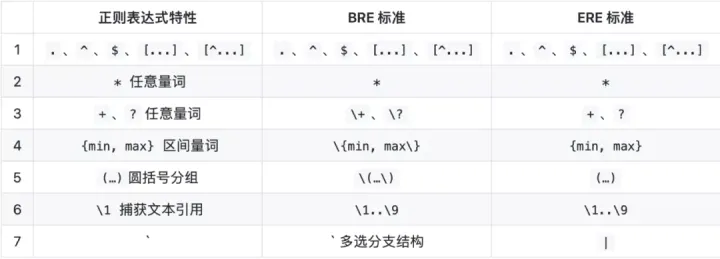 正则表达式特性 BRE 标准 ERE 标准
1 . 、 ^ 、 $ 、 [...] 、 [^...] . 、 ^ 、 $ 、 [...] 、 [^...] . 、 ^ 、 $ 、 [...] 、 [^...]
2 * 任意量词 * *
3 + 、 ? 任意量词 \+ 、 \? + 、 ?
4 {min, max} 区间量词 \{min, max\} {min, max}
5 (…) 圆括号分组 \(…\) (…)
6 \1 捕获文本引用 \1..\9 \1..\9
7 ` ` 多选分支结构 |